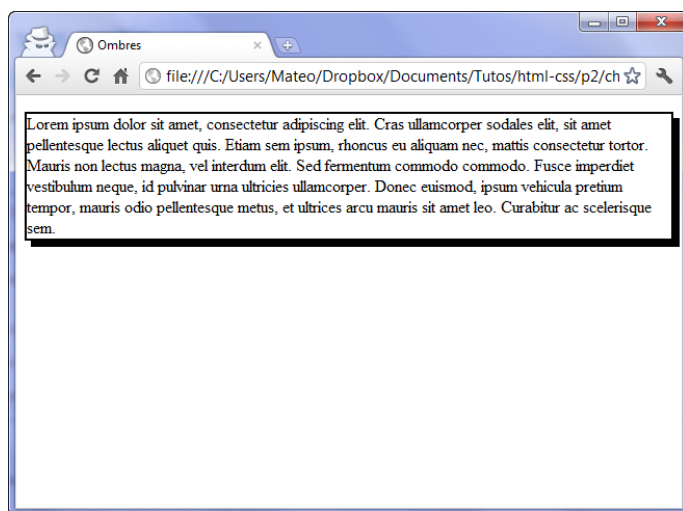 Ombres
file:///C:/Users/Mateo/Dropbox/Documents/Tutos/html-css/p2/ch
Lorem ipsum dolor sit amet, consectetur adipiscing elit. Cras ullamcorper sodales elit, sit amet
pellentesque lectus aliquet quis. Etiam sem ipsum, rhoncus eu aliquam nec, mattis consectetur tortor.
Mauris non lectus magna, vel interdum elit. Sed fermentum commodo commodo. Fusce imperdiet
vestibulum neque, id pulvinar urna ultricies ullamcorper. Donec euismod, ipsum vehicula pretium
tempor, mauris odio pellentesque metus, et ultrices arcu mauris sit amet leo. Curabitur ac scelerisque
sem.